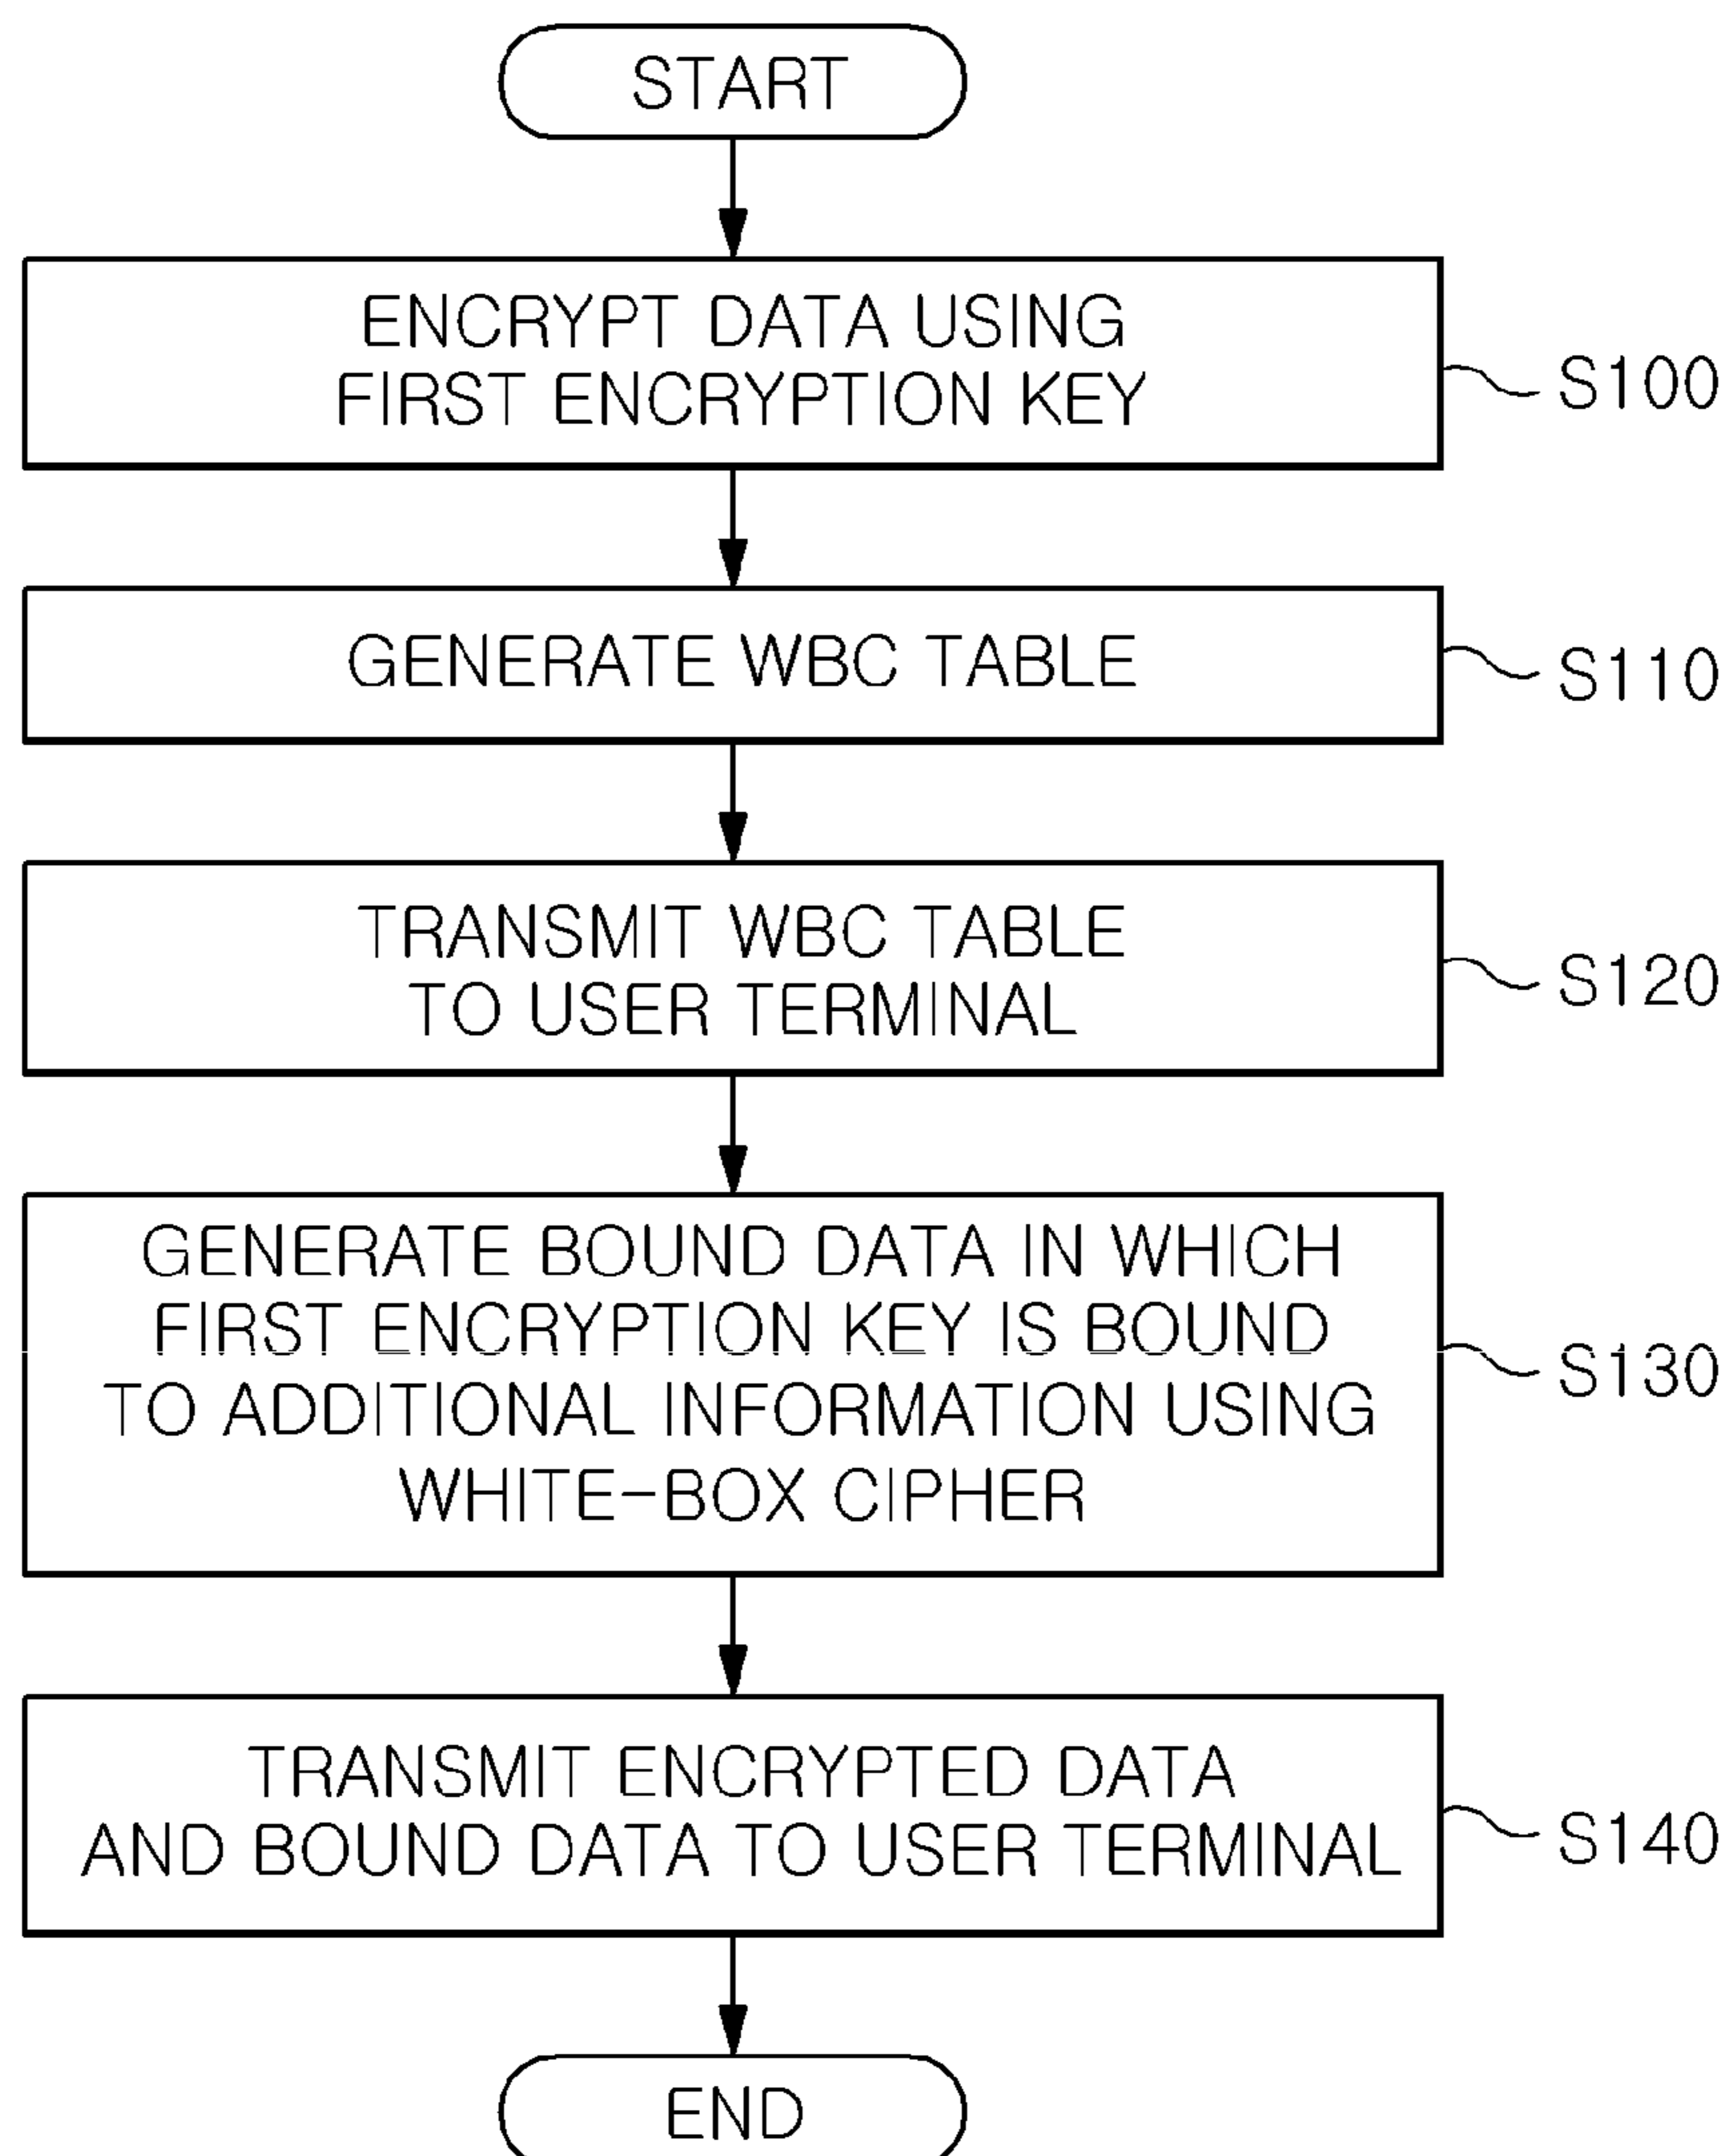 START
ENCRYPT DATA USING
FIRST ENCRYPTION KEY
S100
GENERATE WBC TABLE
S110
TRANSMIT WBC TABLE
TO USER TERMINAL
S120
GENERATE BOUND DATA IN WHICH
FIRST ENCRYPTION KEY IS BOUND
TO ADDITIONAL INFORMATION USING
WHITE-BOX CIPHER
S130
TRANSMIT ENCRYPTED DATA
AND BOUND DATA TO USER TERMINAL
S140
END